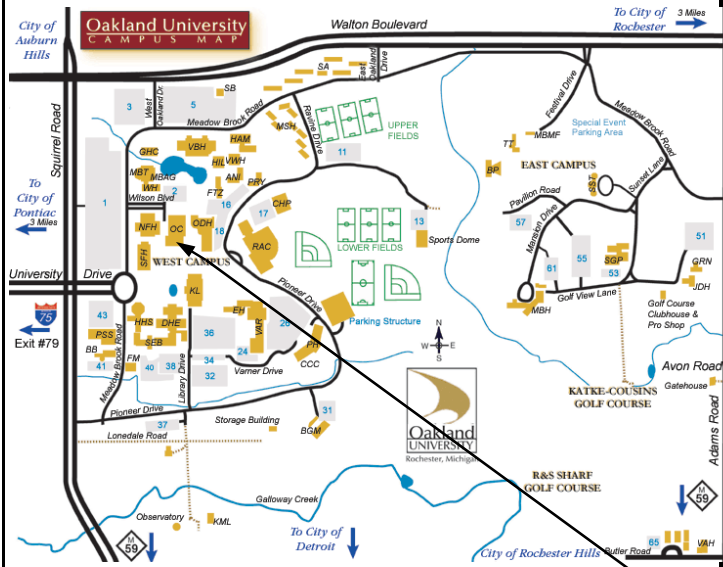 City of
Auburn
Hills
Oakland University
CAMPUS MAP
Walton Boulevard
To City of
Rochester
3 Miles
Squirrel Road
West
Oakland Dr.
3
5
SB
SA
East
Oakland
Drive
Meadow Brook Road
Ravine Drive
MSH
UPPER
FIELDS
11
Festival Drive
Meadow Brook Road
Special Event
Parking Area
MBMF
TT
EAST CAMPUS
BP
SST
Sunset Lane
GHC
VBH
HAM
HIL
VWH
MBT
MBAG
ANI
PRY
WH
2
FTZ
Wilson Blvd
1
To
City of
Pontiac
3 Miles
16
17
CHP
NFH
OC
ODH
18
RAC
SFH
WEST CAMPUS
LOWER FIELDS
13
Sports Dome
Pavilion Road
57
Mansion Drive
55
61
SGP
53
51
GRN
JDH
MBH
Golf View Lane
Golf Course
Clubhouse &
Pro Shop
University Drive
75
Exit #79
KL
Pioneer Drive
Parking Structure
43
PSS
BB
41
Meadow Brook Road
HHS
DHE
SEB
FM
40
38
Library Drive
36
34
32
EH
VAR
24
26
PH
CCC
Varner Drive
N
W
E
S
Avon Road
Gatehouse
KATKE-COUSINS
GOLF COURSE
Adams Road
Pioneer Drive
37
Lonedale Road
Storage Building
31
BGM
Oakland
UNIVERSITY
Rochester, Michigan
R&S SHARF
GOLF COURSE
Galloway Creek
Observatory
KML
M
59
To City of
Detroit
City of Rochester Hills
Butler Road
65
VAH
M
59